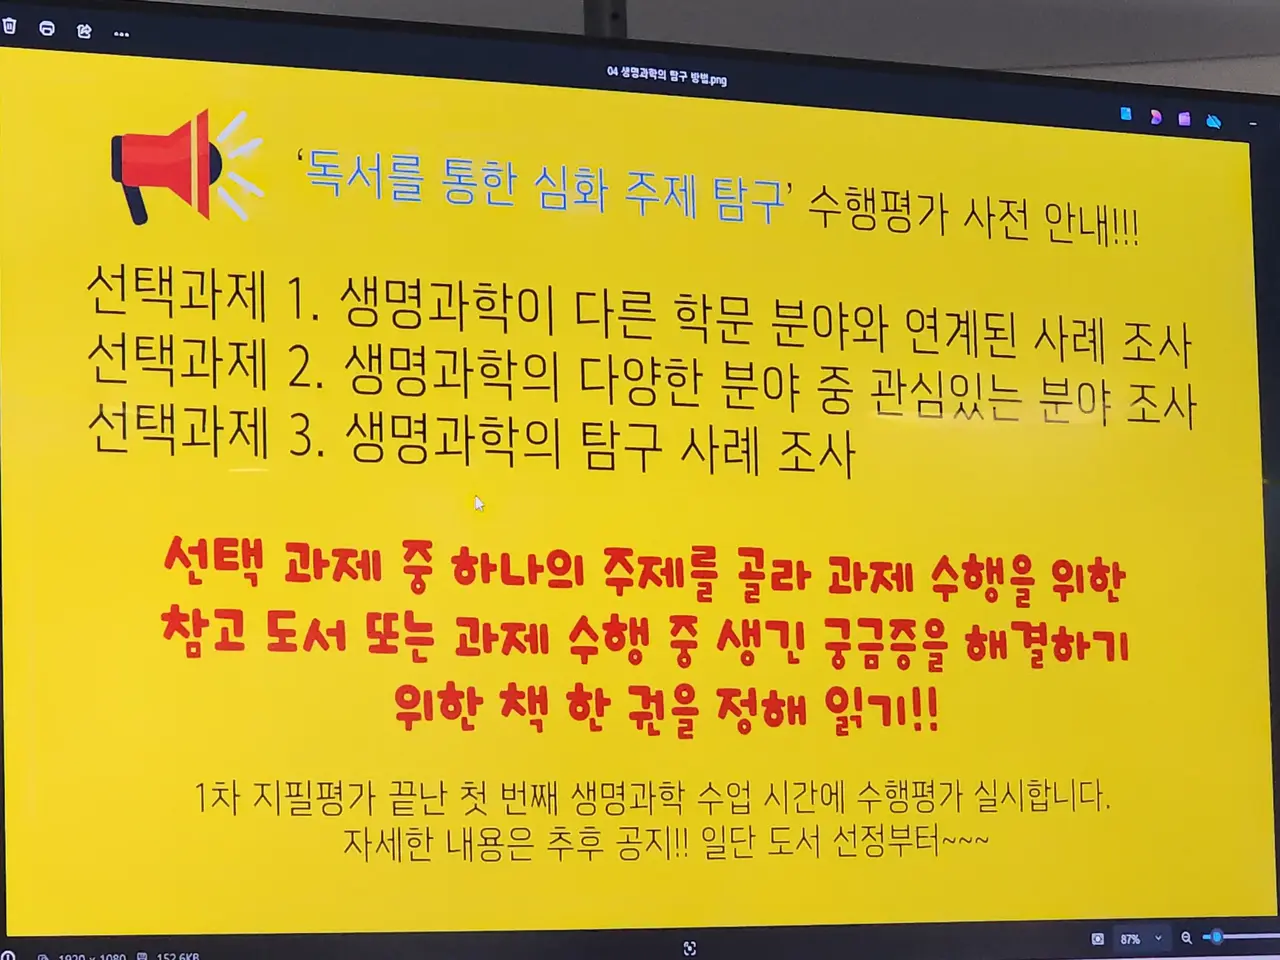 04 생명과학의 탐구 방법.png
‘독서를 통한 심화 주제 탐구’ 수행평가 사전 안내!!!
선택과제 1. 생명과학이 다른 학문 분야와 연계된 사례 조사
선택과제 2. 생명과학의 다양한 분야 중 관심있는 분야 조사
선택과제 3. 생명과학의 탐구 사례 조사
선택 과제 중 하나의 주제를 골라 과제 수행을 위한
참고 도서 또는 과제 수행 중 생긴 궁금증을 해결하기
위한 책 한 권을 정해 읽기!!
1차 지필평가 끝난 첫 번째 생명과학 수업 시간에 수행평가 실시합니다.
자세한 내용은 추후 공지!! 일단 도서 선정부터~~~
1920 x 1080 152.6KB 87%